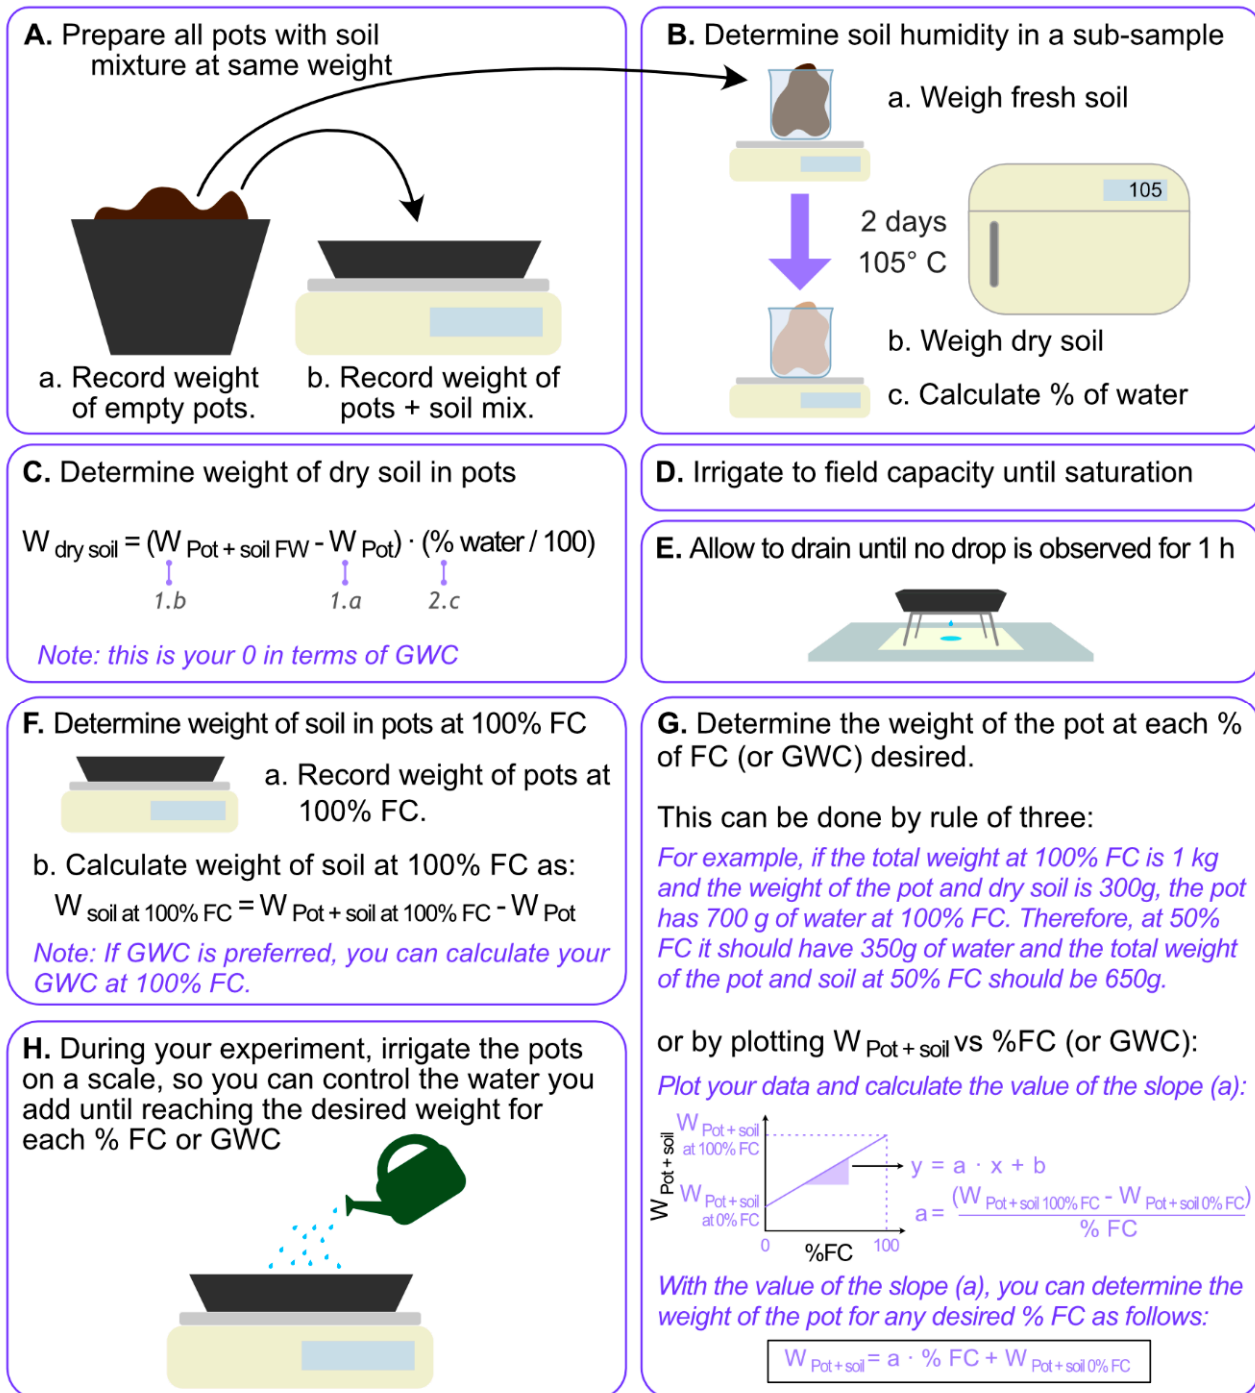 A. Prepare all pots with soil
mixture at same weight
a. Record weight
of empty pots.
b. Record weight of
pots + soil mix.
B. Determine soil humidity in a sub-sample
a. Weigh fresh soil
105
2 days
105° C
b. Weigh dry soil
c. Calculate % of water
C. Determine weight of dry soil in pots
W dry soil = (W Pot + soil FW - W Pot) · (% water / 100)
1.b 1.a 2.c
Note: this is your 0 in terms of GWC
D. Irrigate to field capacity until saturation
E. Allow to drain until no drop is observed for 1 h
F. Determine weight of soil in pots at 100% FC
a. Record weight of pots at
100% FC.
b. Calculate weight of soil at 100% FC as:
W soil at 100% FC = W Pot + soil at 100% FC - W Pot
Note: If GWC is preferred, you can calculate your
GWC at 100% FC.
G. Determine the weight of the pot at each %
of FC (or GWC) desired.
This can be done by rule of three:
For example, if the total weight at 100% FC is 1 kg
and the weight of the pot and dry soil is 300g, the pot
has 700 g of water at 100% FC. Therefore, at 50%
FC it should have 350g of water and the total weight
of the pot and soil at 50% FC should be 650g.
or by plotting W Pot + soil vs %FC (or GWC):
Plot your data and calculate the value of the slope (a):
W Pot + soil
W Pot + soil
at 100% FC
W Pot + soil
at 0% FC
0
%FC
100
y = a · x + b
a = (W Pot + soil 100% FC - W Pot + soil 0% FC)
% FC
With the value of the slope (a), you can determine the
weight of the pot for any desired % FC as follows:
W Pot + soil = a · % FC + W Pot + soil 0% FC
H. During your experiment, irrigate the pots
on a scale, so you can control the water you
add until reaching the desired weight for
each % FC or GWC